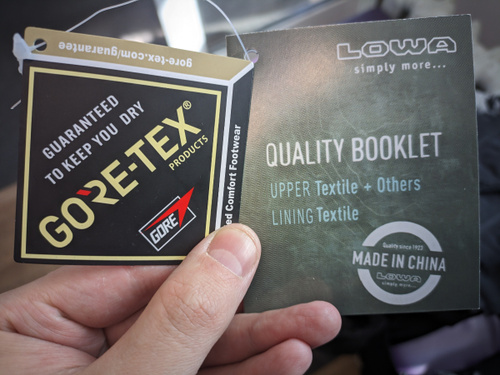 gore-tex.com/guarantee
GUARANTEED
TO KEEP YOU DRY
GORE-TEX®
PRODUCTS
GORE
ed Comfort Footwear
LOWA
simply more...
QUALITY BOOKLET
UPPER Textile + Others
LINING Textile
Quality since 1923
MADE IN CHINA
LOWA
simply more...